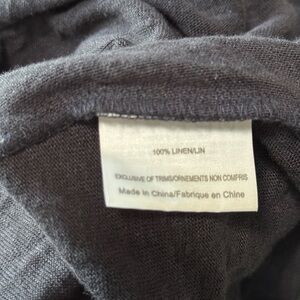 100% LINEN/LIN
EXCLUSIVE OF TRIMS/ORNEMENTS NON COMPRIS
Made in China/Fabrique en Chine